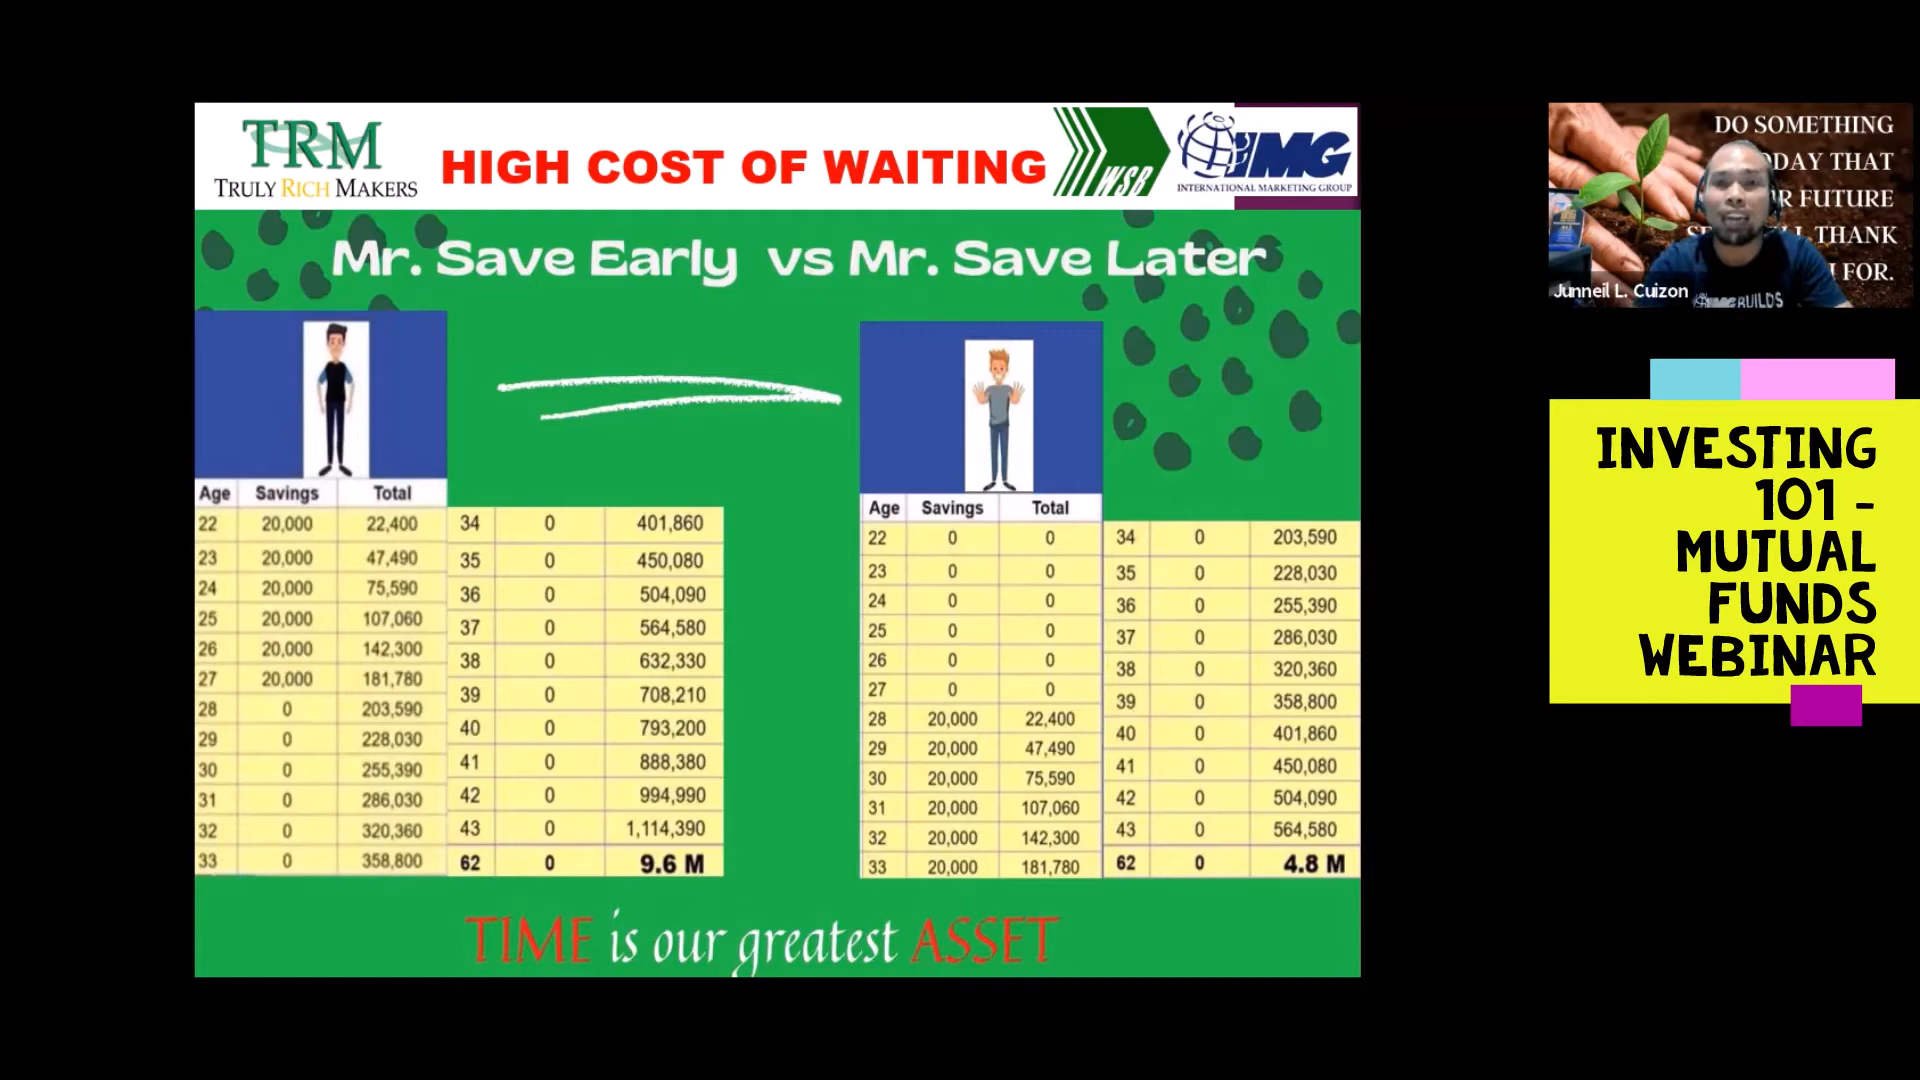 TRM
TRULY RICH MAKERS
HIGH COST OF WAITING
WSB
IMG
INTERNATIONAL MARKETING GROUP
Mr. Save Early vs Mr. Save Later
Age Savings Total
22 20,000 22,400
23 20,000 47,490
24 20,000 75,590
25 20,000 107,060
26 20,000 142,300
27 20,000 181,780
28 0 203,590
29 0 228,030
30 0 255,390
31 0 286,030
32 0 320,360
33 0 358,800
34 0 401,860
35 0 450,080
36 0 504,090
37 0 564,580
38 0 632,330
39 0 708,210
40 0 793,200
41 0 888,380
42 0 994,990
43 0 1,114,390
62 0 9.6 M
Age Savings Total
22 0 0
23 0 0
24 0 0
25 0 0
26 0 0
27 0 0
28 20,000 22,400
29 20,000 47,490
30 20,000 75,590
31 20,000 107,060
32 20,000 142,300
33 20,000 181,780
34 0 203,590
35 0 228,030
36 0 255,390
37 0 286,030
38 0 320,360
39 0 358,800
40 0 401,860
41 0 450,080
42 0 504,090
43 0 564,580
62 0 4.8 M
TIME is our greatest ASSET
DO SOMETHING
THAT
FUTURE
THANK
FOR.
Junneil L. Cuizon
IMG BUILDS
INVESTING
101 -
MUTUAL
FUNDS
WEBINAR